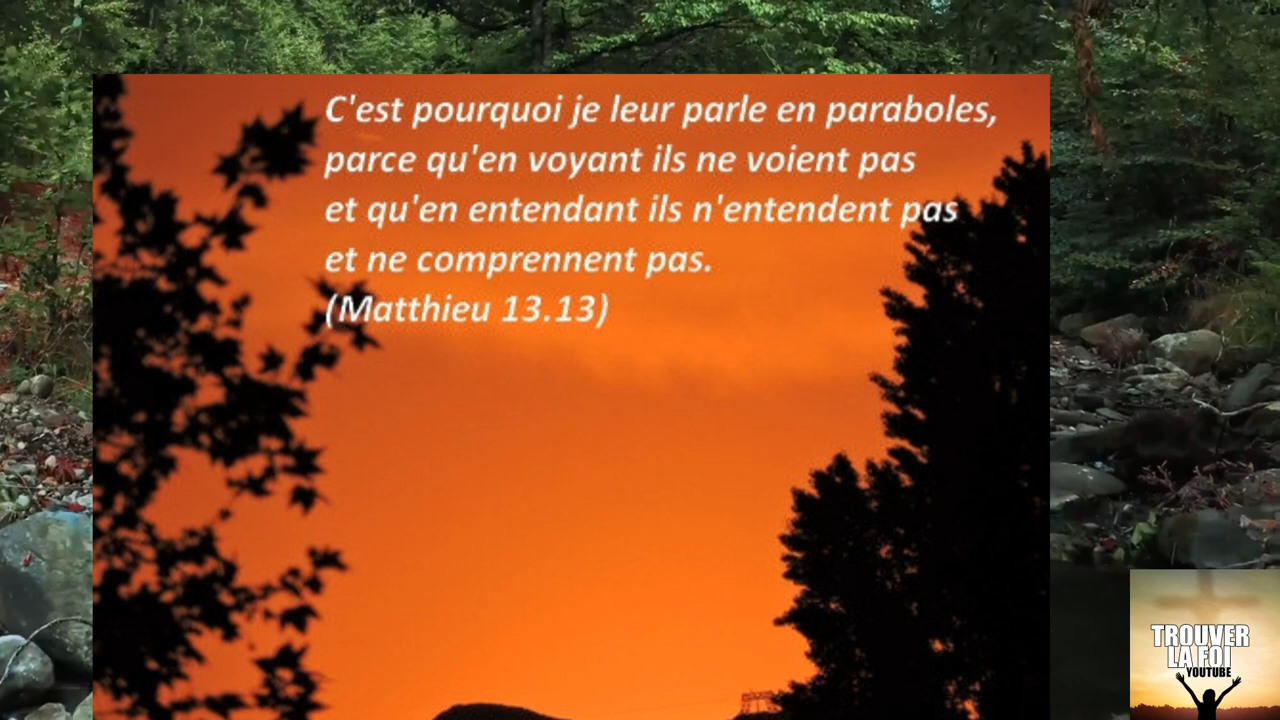 C'est pourquoi je leur parle en paraboles,
parce qu'en voyant ils ne voient pas
et qu'en entendant ils n'entendent pas
et ne comprennent pas.
(Matthieu 13.13)
TROUVER
LA FOI
YOUTUBE